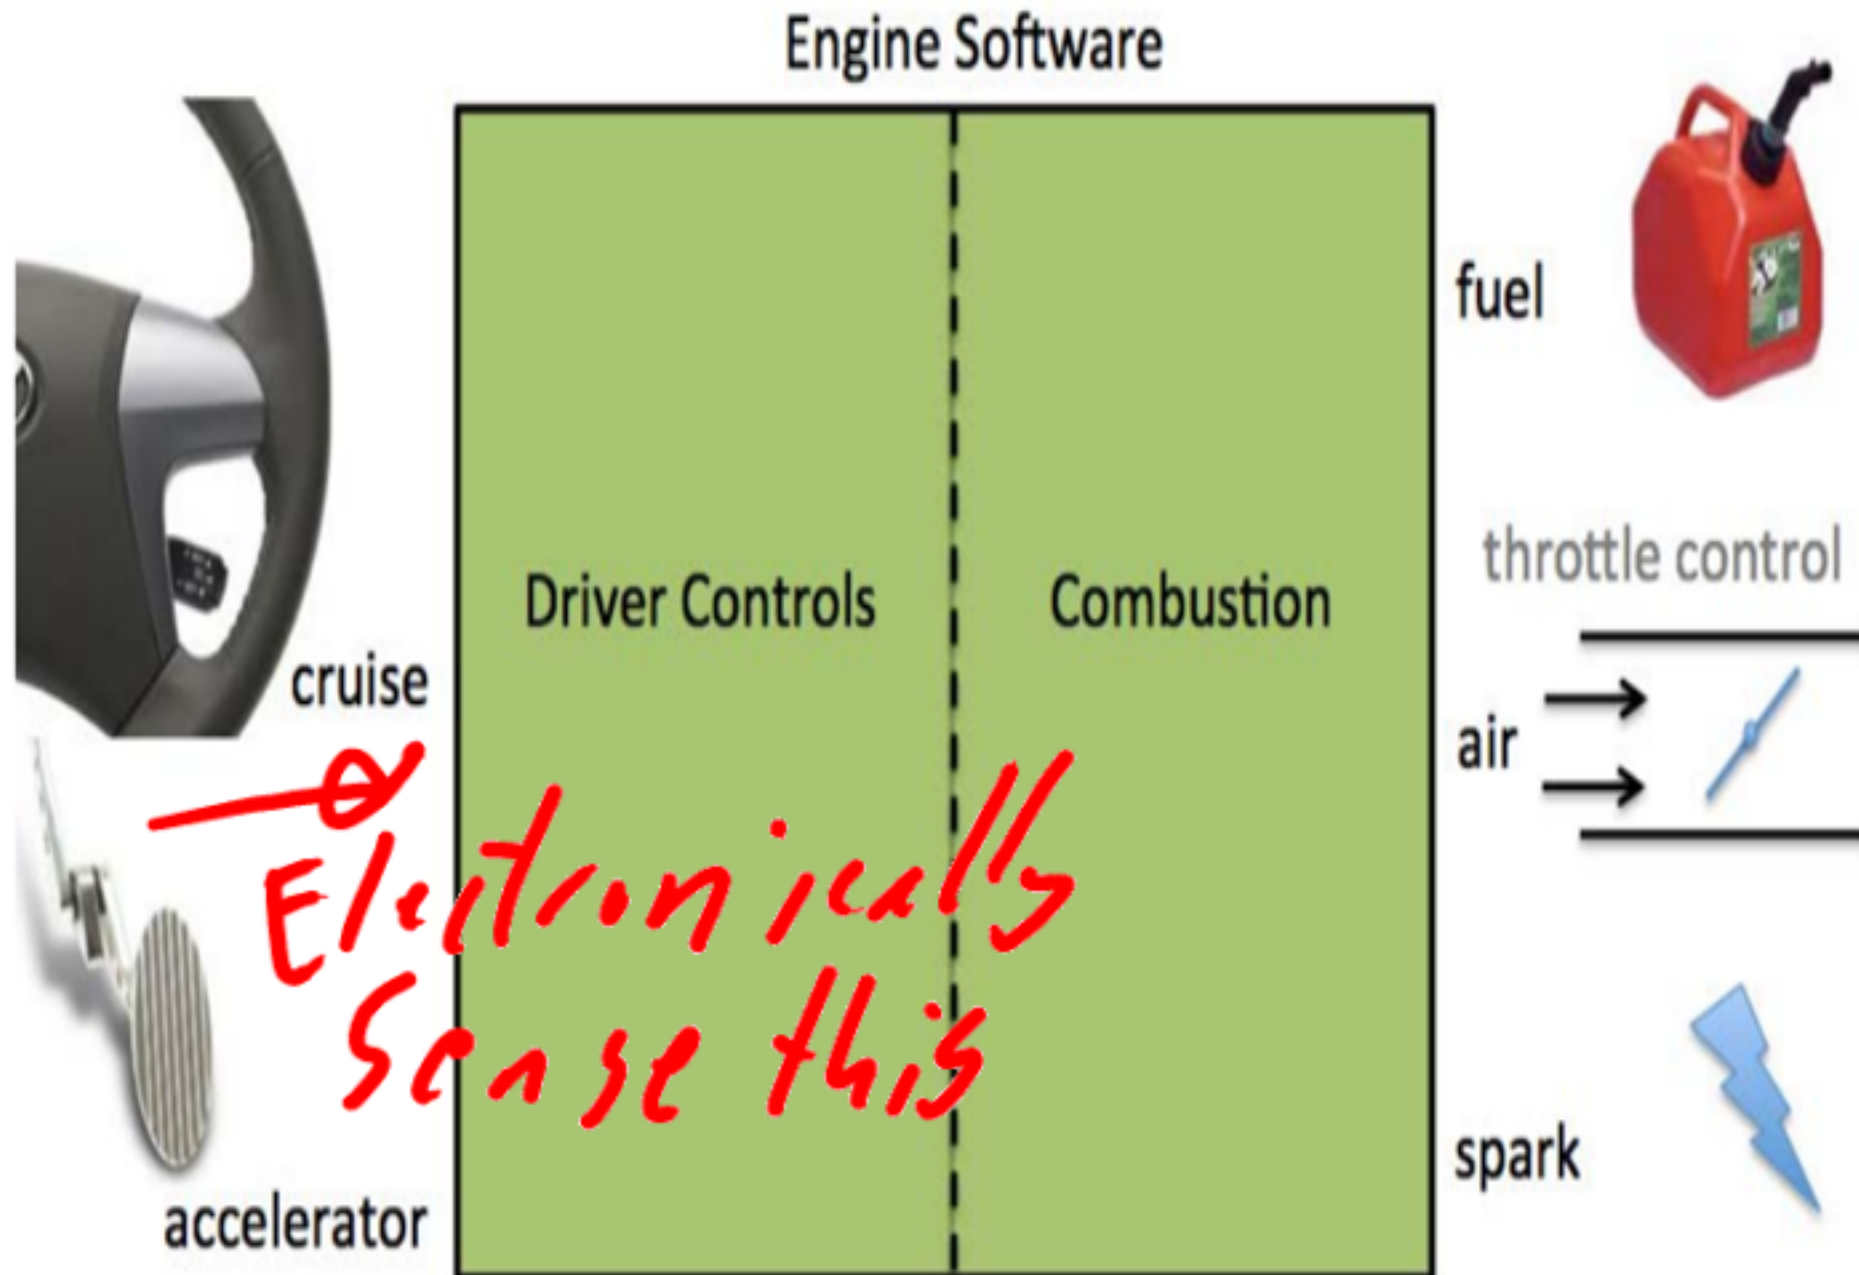 Engine Software
fuel
throttle control
Driver Controls
Combustion
cruise
air
Electronically
Sense this
spark
accelerator